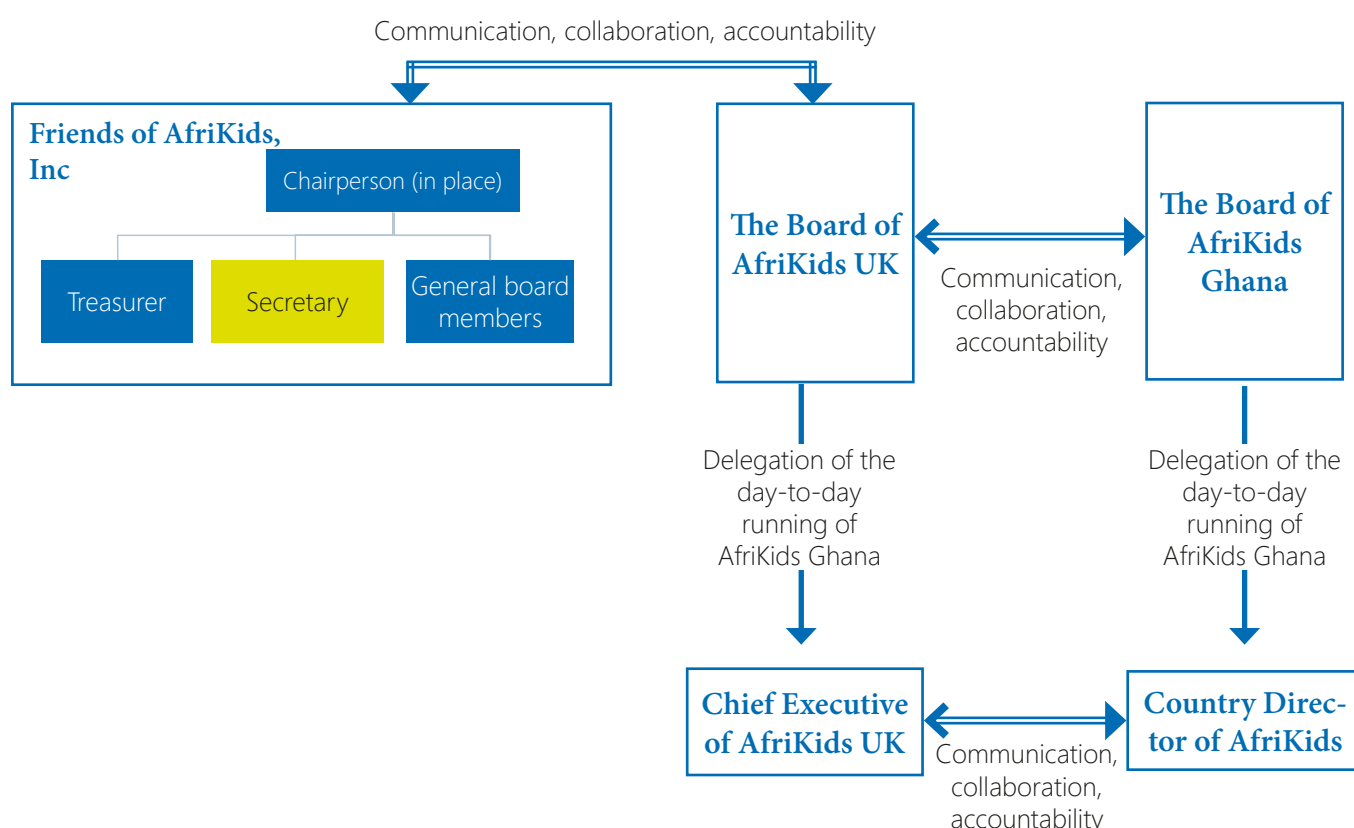 Communication, collaboration, accountability
Friends of AfriKids,
Inc
Chairperson (in place)
Treasurer
Secretary
General board
members
The Board of
AfriKids UK
Communication,
collaboration,
accountability
The Board of
AfriKids
Ghana
Delegation of the
day-to-day
running of
AfriKids Ghana
Delegation of the
day-to-day
running of
AfriKids Ghana
Chief Executive
of AfriKids UK
Communication,
collaboration,
accountability
Country Direc-
tor of AfriKids